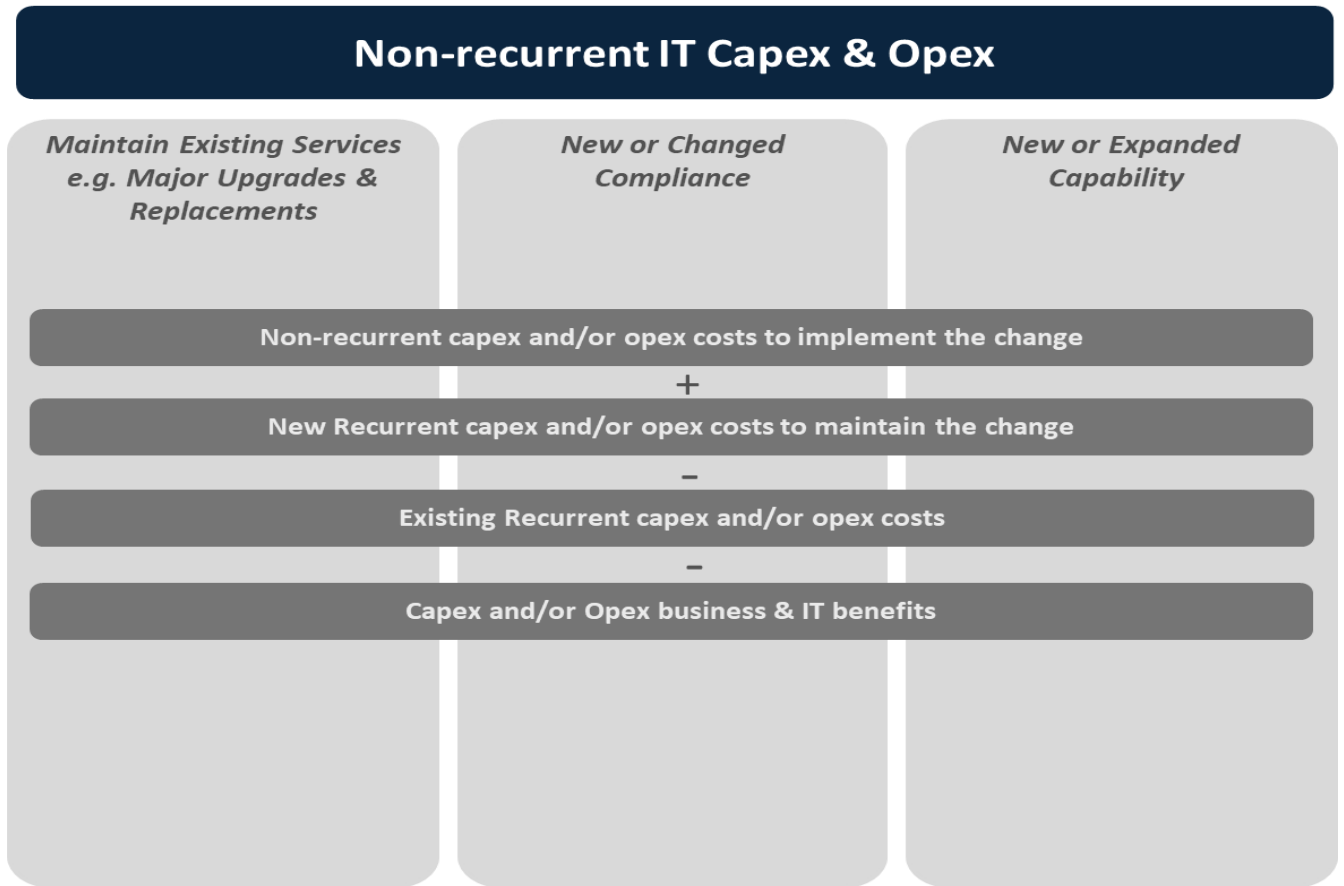 Non-recurrent IT Capex & Opex
Maintain Existing Services
e.g. Major Upgrades &
Replacements
New or Changed
Compliance
New or Expanded
Capability
Non-recurrent capex and/or opex costs to implement the change
+
New Recurrent capex and/or opex costs to maintain the change
-
Existing Recurrent capex and/or opex costs
-
Capex and/or Opex business & IT benefits